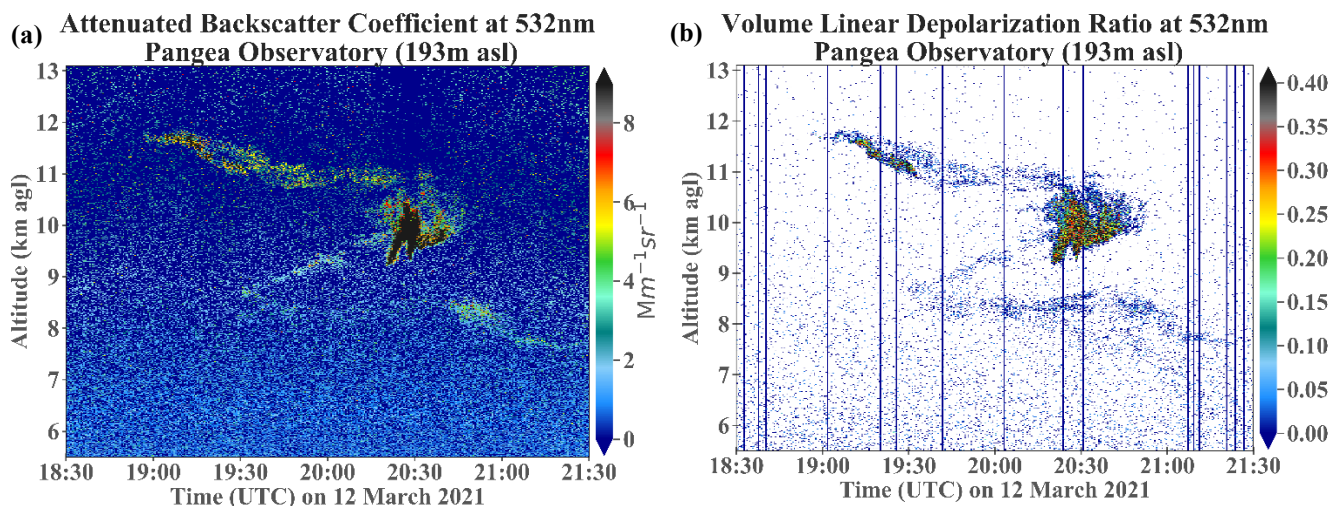 (a) Attenuated Backscatter Coefficient at 532nm
Pangea Observatory (193m asl)
13
12
11
10
9
8
7
6
Altitude (km agl)
18:30 19:00 19:30 20:00 20:30 21:00 21:30
Time (UTC) on 12 March 2021
8
6
4
2
0
Mm⁻¹sr⁻¹
(b) Volume Linear Depolarization Ratio at 532nm
Pangea Observatory (193m asl)
13
12
11
10
9
8
7
6
Altitude (km agl)
18:30 19:00 19:30 20:00 20:30 21:00 21:30
Time (UTC) on 12 March 2021
0.40
0.35
0.30
0.25
0.20
0.15
0.10
0.05
0.00